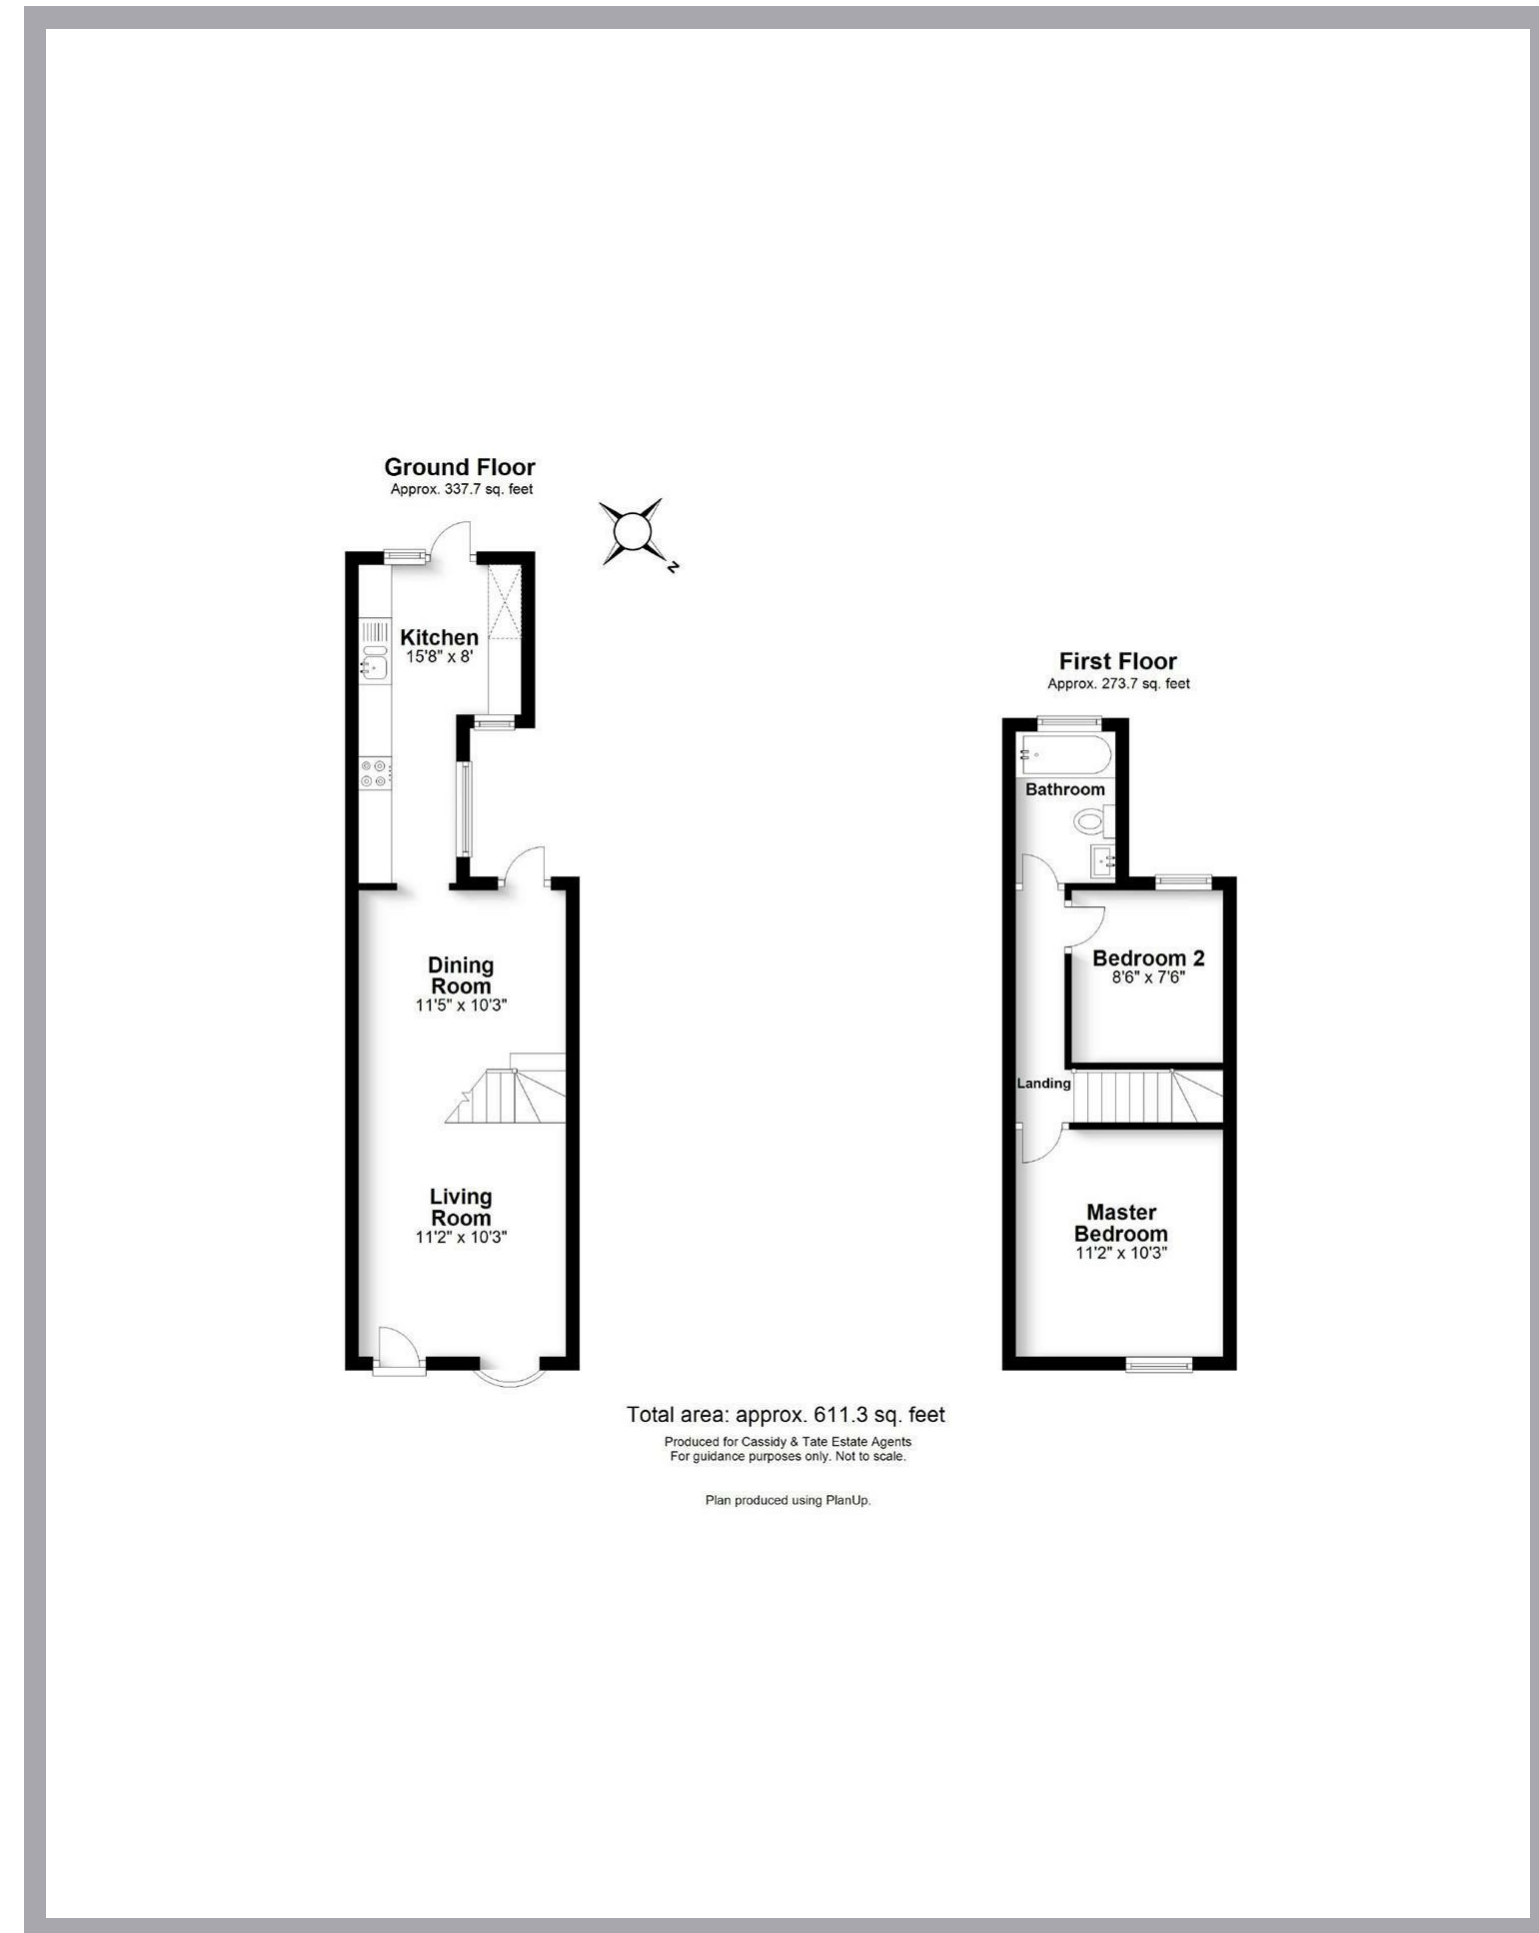 Ground Floor
Approx. 337.7 sq. feet
N
Kitchen
15'8" x 8'
Dining
Room
11'5" x 10'3"
Living
Room
11'2" x 10'3"
First Floor
Approx. 273.7 sq. feet
Bathroom
Bedroom 2
8'6" x 7'6"
Landing
Master
Bedroom
11'2" x 10'3"
Total area: approx. 611.3 sq. feet
Produced for Cassidy & Tate Estate Agents
For guidance purposes only. Not to scale.
Plan produced using PlanUp.